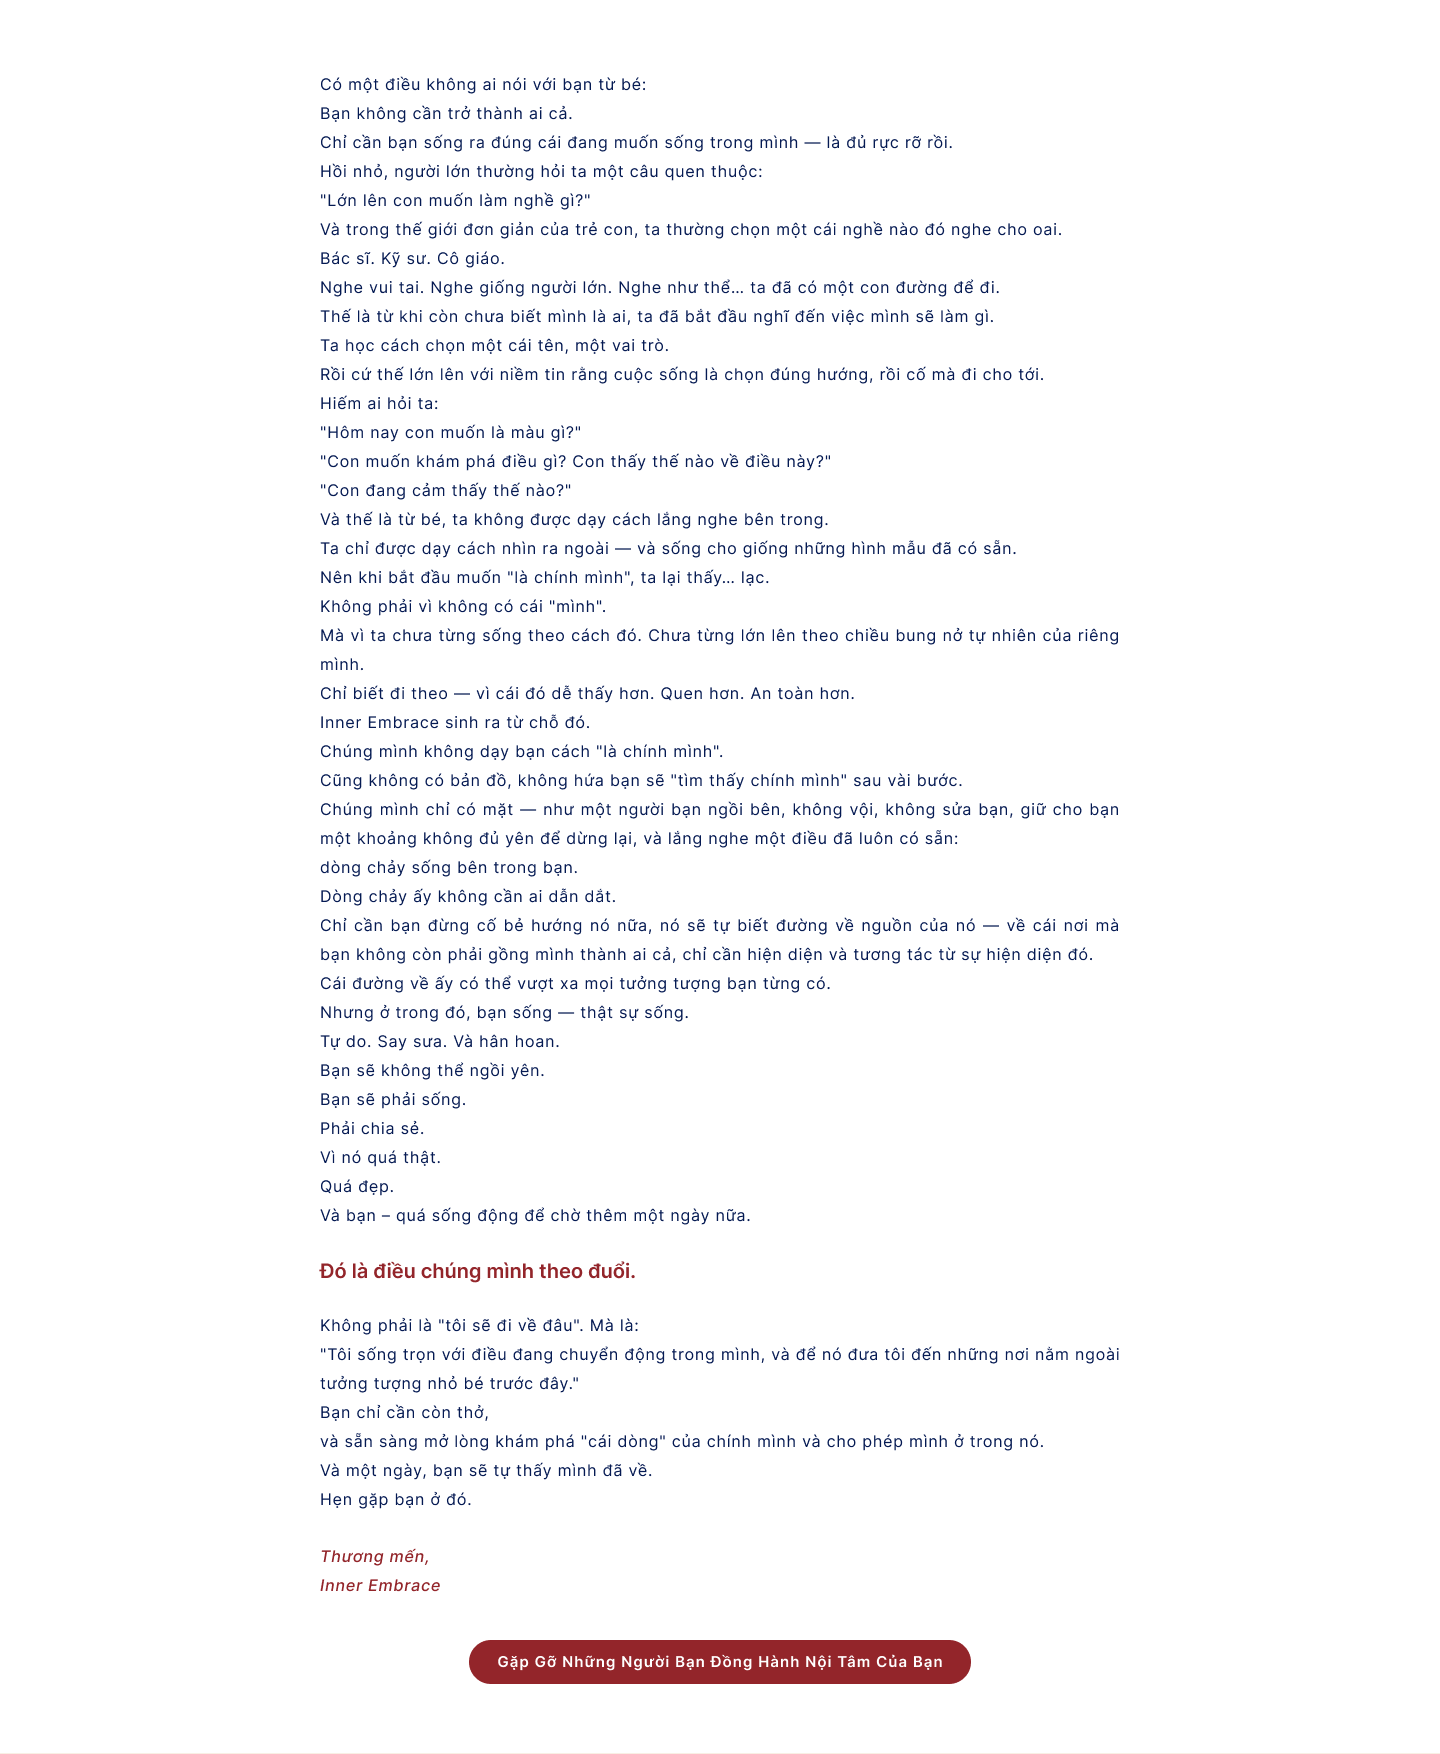 Có một điều không ai nói với bạn từ bé:
Bạn không cần trở thành ai cả.
Chỉ cần bạn sống ra đúng cái đang muốn sống trong mình — là đủ rực rỡ rồi.
Hồi nhỏ, người lớn thường hỏi ta một câu quen thuộc:
"Lớn lên con muốn làm nghề gì?"
Và trong thế giới đơn giản của trẻ con, ta thường chọn một cái nghề nào đó nghe cho oai.
Bác sĩ. Kỹ sư. Cô giáo.
Nghe vui tai. Nghe giống người lớn. Nghe như thể… ta đã có một con đường để đi.
Thế là từ khi còn chưa biết mình là ai, ta đã bắt đầu nghĩ đến việc mình sẽ làm gì.
Ta học cách chọn một cái tên, một vai trò.
Rồi cứ thế lớn lên với niềm tin rằng cuộc sống là chọn đúng hướng, rồi cố mà đi cho tới.
Hiếm ai hỏi ta:
"Hôm nay con muốn là màu gì?"
"Con muốn khám phá điều gì? Con thấy thế nào về điều này?"
"Con đang cảm thấy thế nào?"
Và thế là từ bé, ta không được dạy cách lắng nghe bên trong.
Ta chỉ được dạy cách nhìn ra ngoài — và sống cho giống những hình mẫu đã có sẵn.
Nên khi bắt đầu muốn "là chính mình", ta lại thấy… lạc.
Không phải vì không có cái "mình".
Mà vì ta chưa từng sống theo cách đó. Chưa từng lớn lên theo chiều bung nở tự nhiên của riêng
mình.
Chỉ biết đi theo — vì cái đó dễ thấy hơn. Quen hơn. An toàn hơn.
Inner Embrace sinh ra từ chỗ đó.
Chúng mình không dạy bạn cách "là chính mình".
Cũng không có bản đồ, không hứa bạn sẽ "tìm thấy chính mình" sau vài bước.
Chúng mình chỉ có mặt — như một người bạn ngồi bên, không vội, không sửa bạn, giữ cho bạn
một khoảng không đủ yên để dừng lại, và lắng nghe một điều đã luôn có sẵn:
dòng chảy sống bên trong bạn.
Dòng chảy ấy không cần ai dẫn dắt.
Chỉ cần bạn đừng cố bẻ hướng nó nữa, nó sẽ tự biết đường về nguồn của nó — về cái nơi mà
bạn không còn phải gồng mình thành ai cả, chỉ cần hiện diện và tương tác từ sự hiện diện đó.
Cái đường về ấy có thể vượt xa mọi tưởng tượng bạn từng có.
Nhưng ở trong đó, bạn sống — thật sự sống.
Tự do. Say sưa. Và hân hoan.
Bạn sẽ không thể ngồi yên.
Bạn sẽ phải sống.
Phải chia sẻ.
Vì nó quá thật.
Quá đẹp.
Và bạn – quá sống động để chờ thêm một ngày nữa.
Đó là điều chúng mình theo đuổi.
Không phải là "tôi sẽ đi về đâu". Mà là:
"Tôi sống trọn với điều đang chuyển động trong mình, và để nó đưa tôi đến những nơi nằm ngoài
tưởng tượng nhỏ bé trước đây."
Bạn chỉ cần còn thở,
và sẵn sàng mở lòng khám phá "cái dòng" của chính mình và cho phép mình ở trong nó.
Và một ngày, bạn sẽ tự thấy mình đã về.
Hẹn gặp bạn ở đó.
Thương mến,
Inner Embrace
Gặp Gỡ Những Người Bạn Đồng Hành Nội Tâm Của Bạn